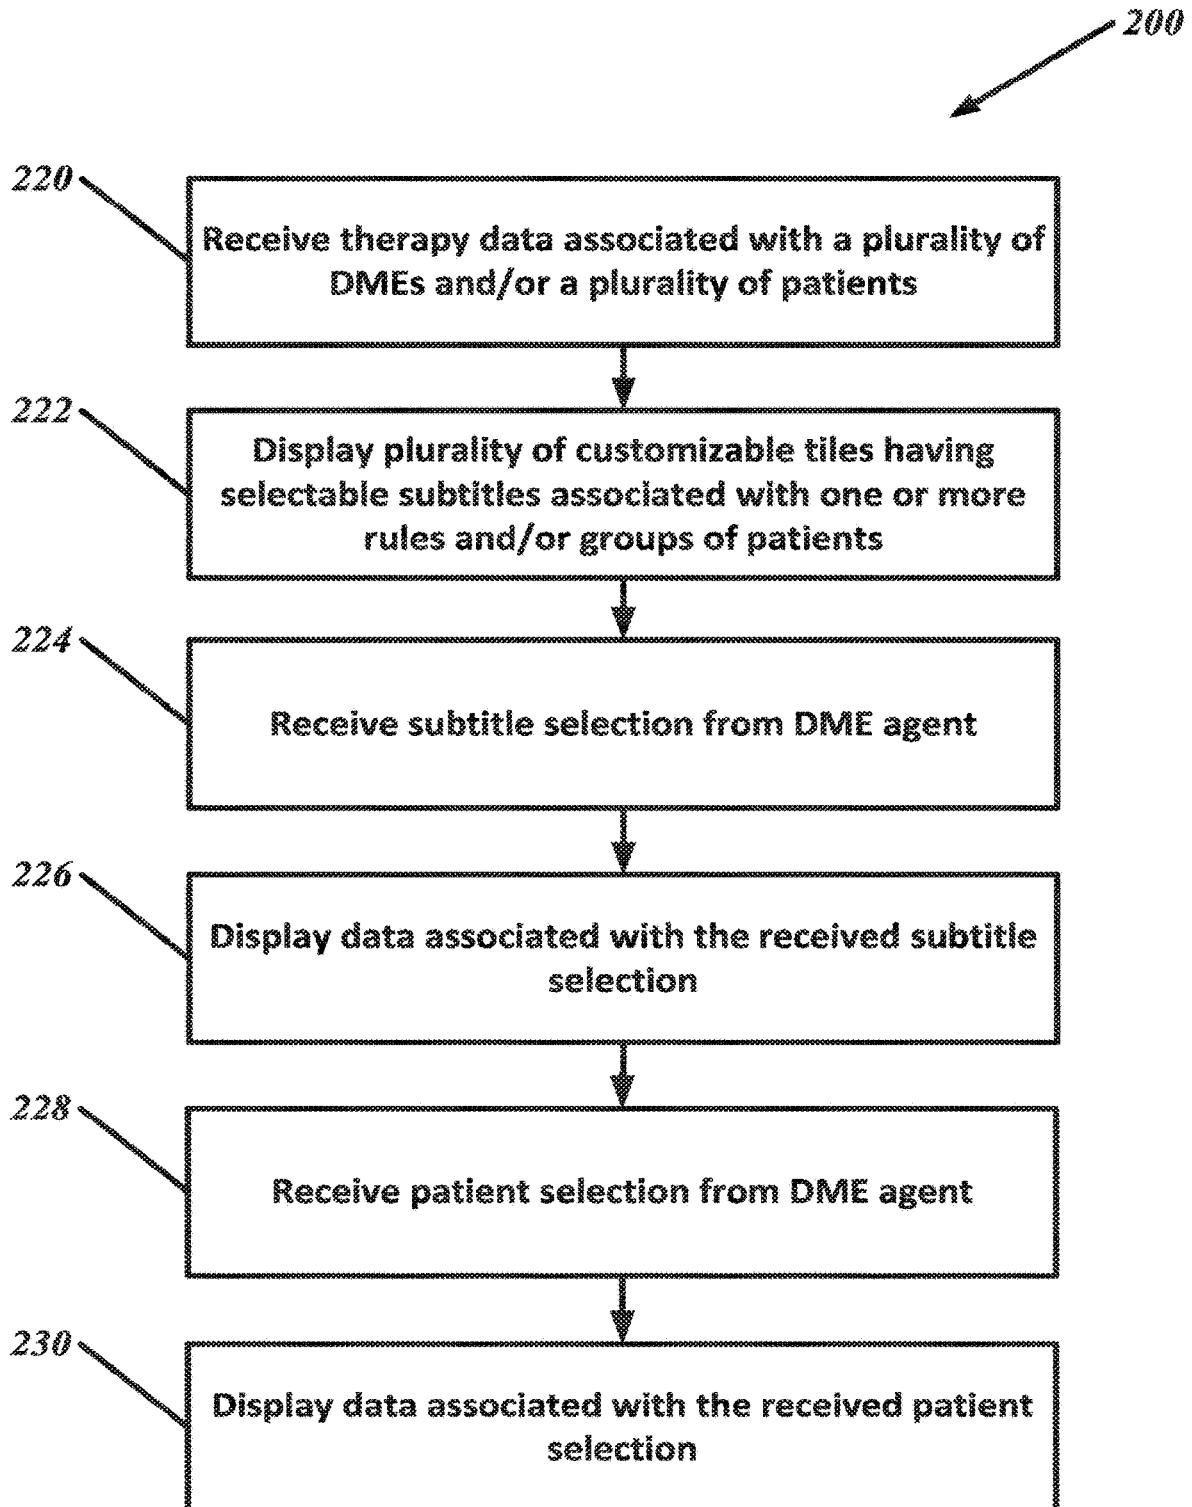 200
220
Receive therapy data associated with a plurality of
DMEs and/or a plurality of patients
222
Display plurality of customizable tiles having
selectable subtitles associated with one or more
rules and/or groups of patients
224
Receive subtitle selection from DME agent
226
Display data associated with the received subtitle
selection
228
Receive patient selection from DME agent
230
Display data associated with the received patient
selection